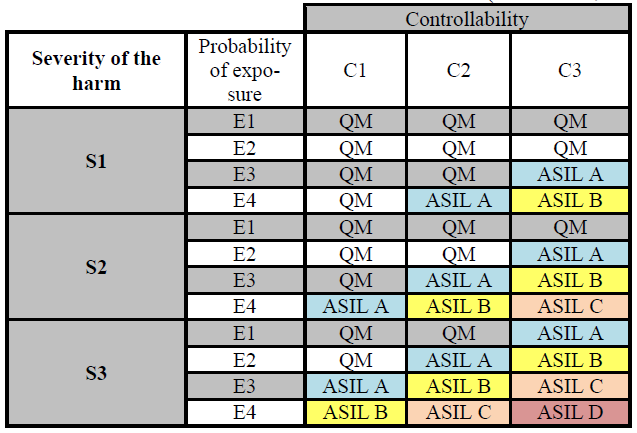 Controllability
Severity of the harm Probability of expo-sure C1 C2 C3
S1 E1 QM QM QM
E2 QM QM QM
E3 QM QM ASIL A
E4 QM ASIL A ASIL B
S2 E1 QM QM QM
E2 QM QM ASIL A
E3 QM ASIL A ASIL B
E4 ASIL A ASIL B ASIL C
S3 E1 QM QM ASIL A
E2 QM ASIL A ASIL B
E3 ASIL A ASIL B ASIL C
E4 ASIL B ASIL C ASIL D